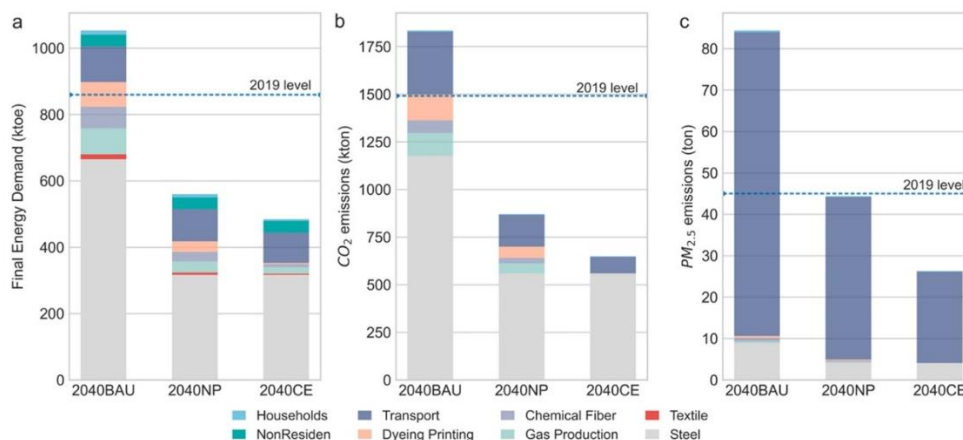 a
Final Energy Demand (ktoe)
1000
800
600
400
200
0
2019 level
2040BAU 2040NP 2040CE
b
CO2 emissions (kton)
1750
1500
1250
1000
750
500
250
0
2019 level
2040BAU 2040NP 2040CE
c
PM2.5 emissions (ton)
80
70
60
50
40
30
20
10
0
2019 level
2040BAU 2040NP 2040CE
Households Transport Chemical Fiber Textile
NonResiden Dyeing Printing Gas Production Steel